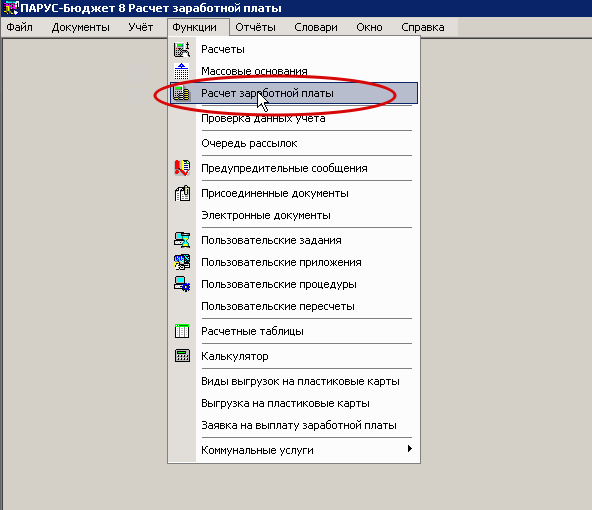 ПАРУС-Бюджет 8 Расчет заработной платы
Файл Документы Учёт Функции Отчёты Словари Окно Справка
Расчеты
Массовые основания
Расчет заработной платы
Проверка данных учета
Очередь рассылок
Предупредительные сообщения
Присоединенные документы
Электронные документы
Пользовательские задания
Пользовательские приложения
Пользовательские процедуры
Пользовательские пересчеты
Расчетные таблицы
Калькулятор
Виды выгрузок на пластиковые карты
Выгрузка на пластиковые карты
Заявка на выплату заработной платы
Коммунальные услуги